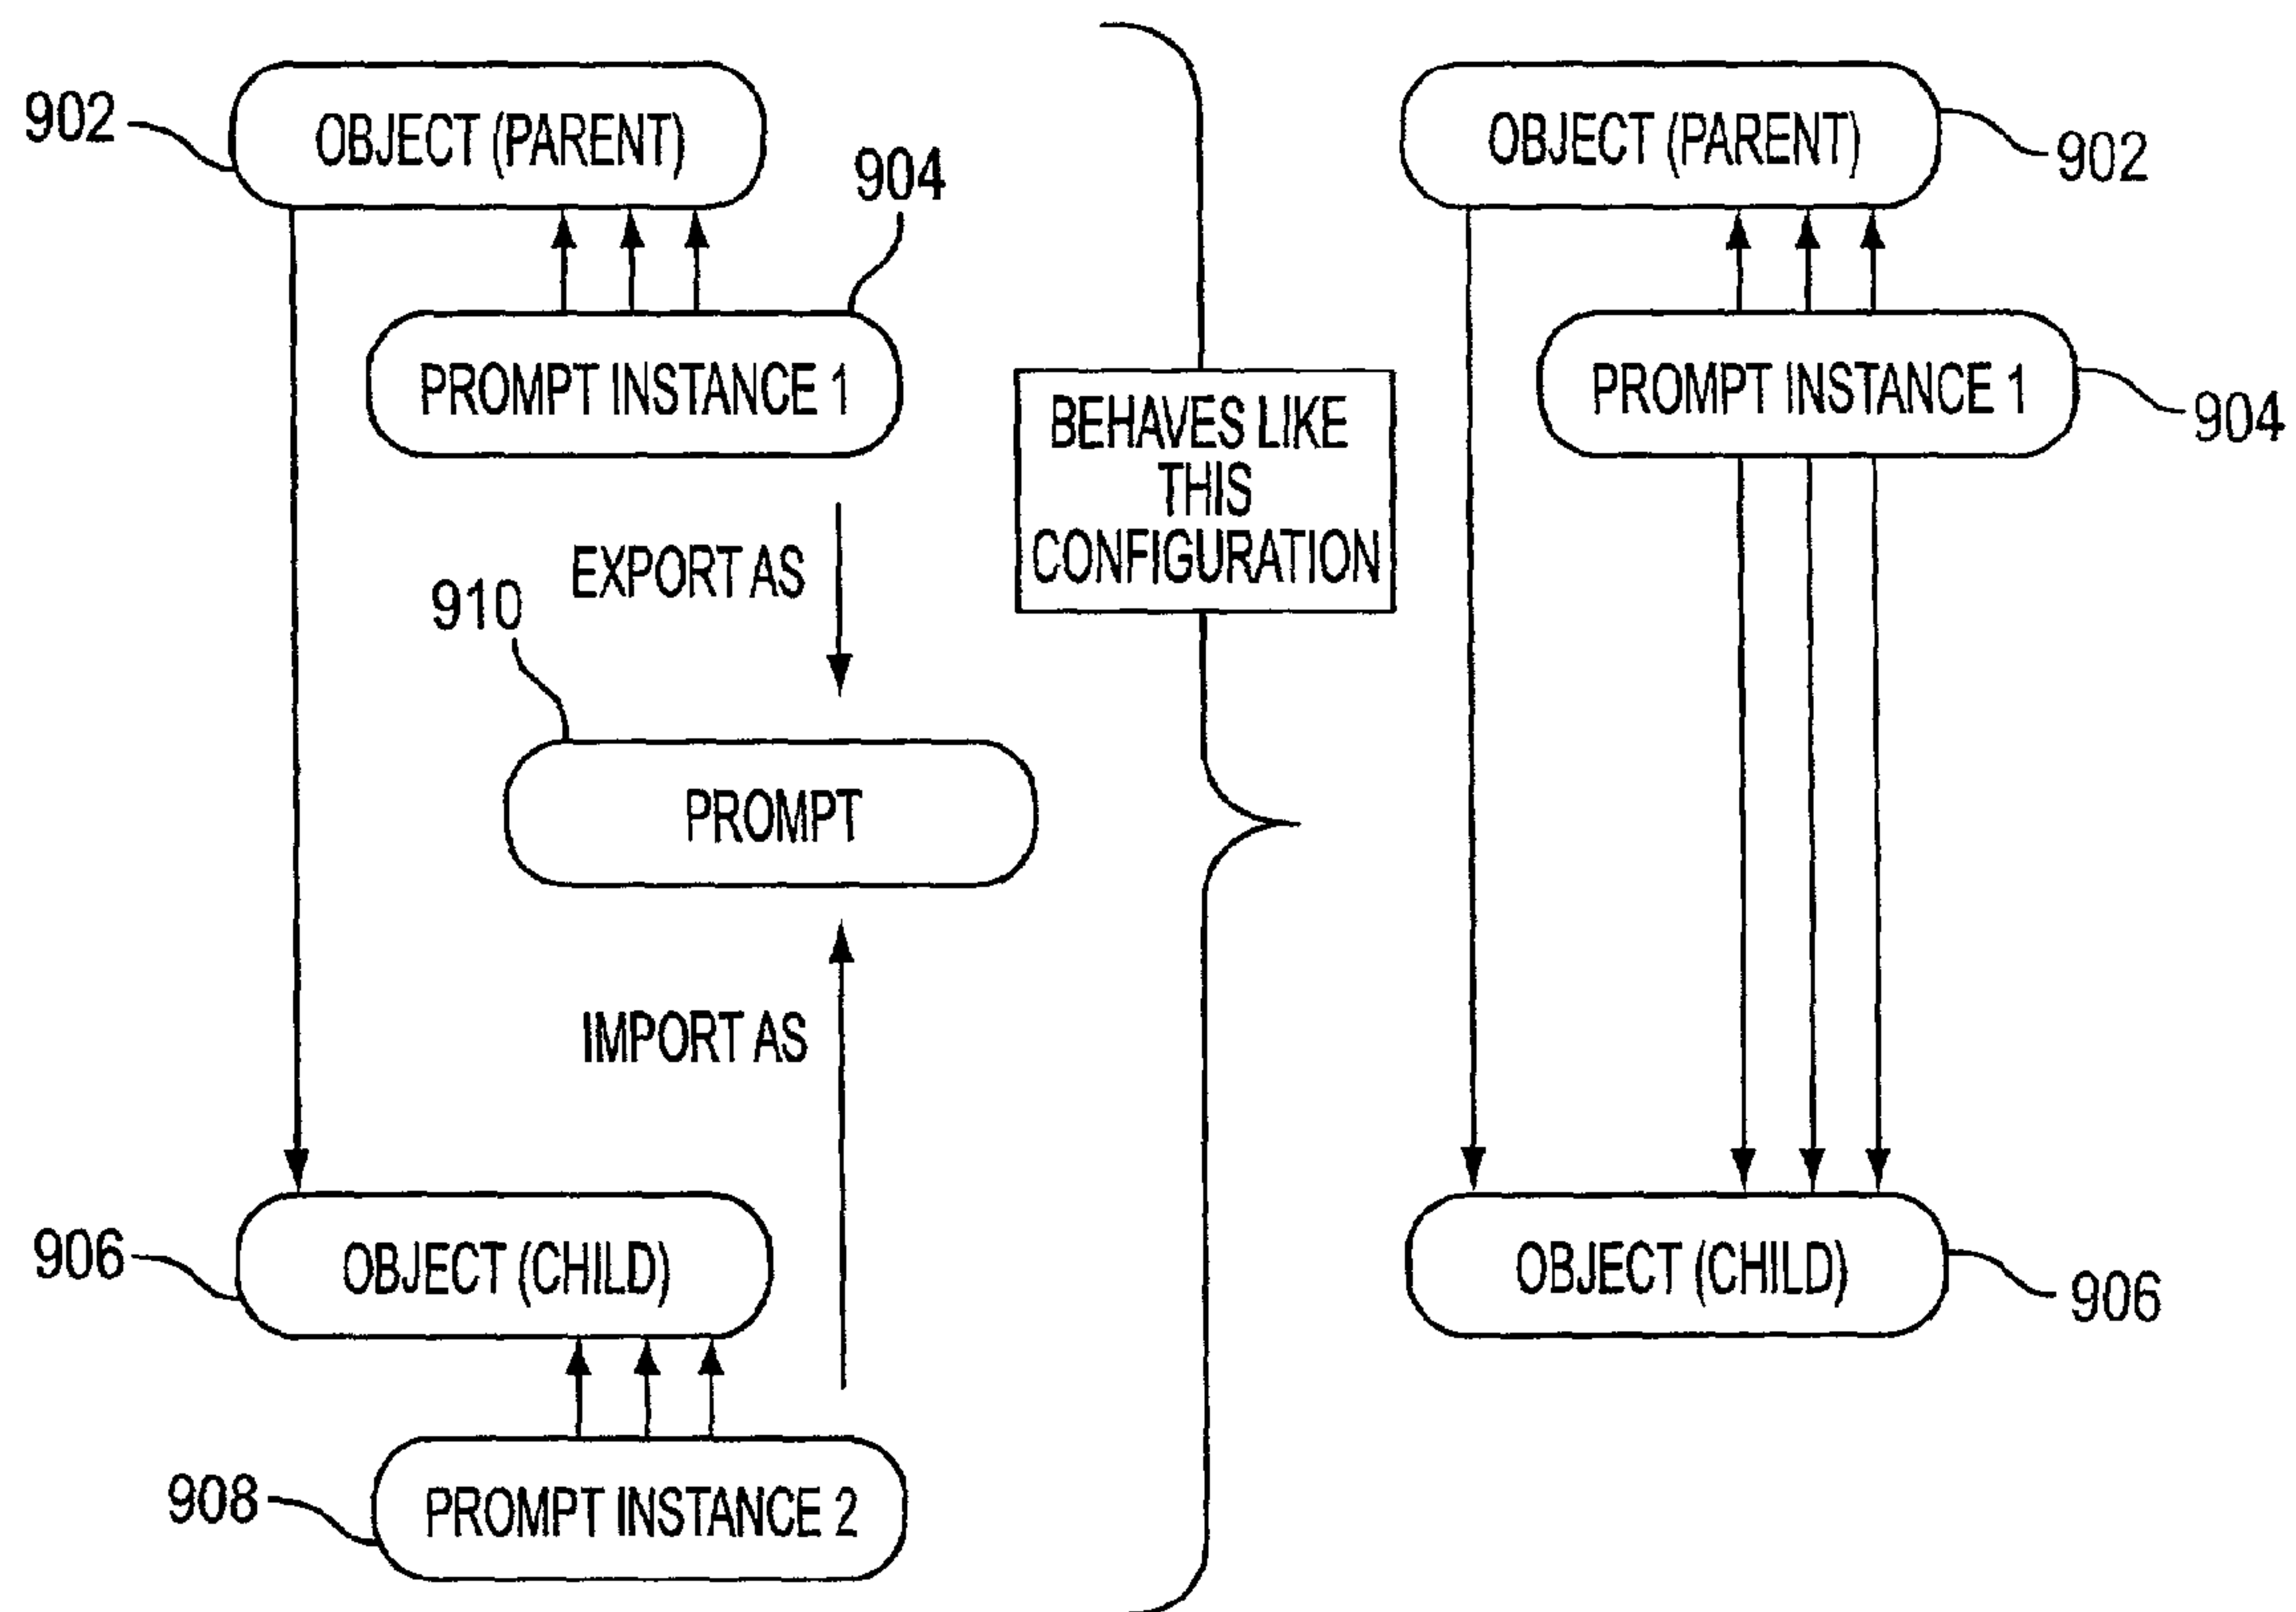 902
OBJECT (PARENT)
904
PROMPT INSTANCE 1
EXPORT AS
910
PROMPT
IMPORT AS
906
OBJECT (CHILD)
908
PROMPT INSTANCE 2
BEHAVES LIKE
THIS
CONFIGURATION
OBJECT (PARENT)
902
PROMPT INSTANCE 1
904
OBJECT (CHILD)
906